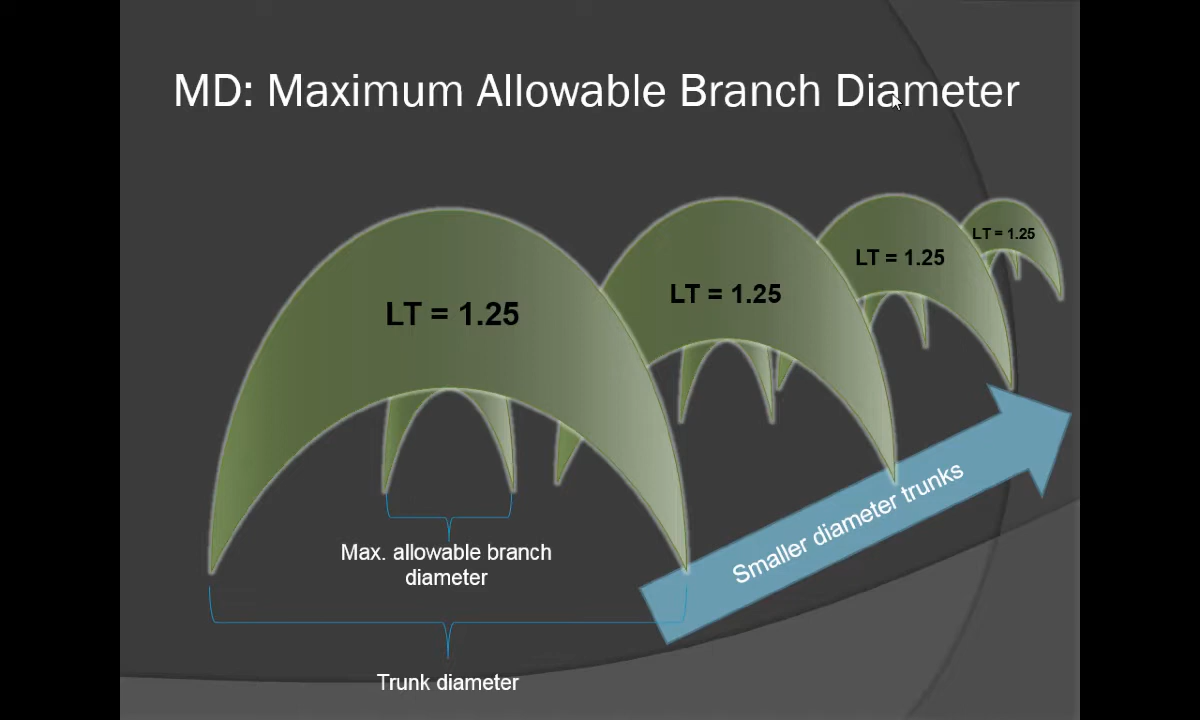 MD: Maximum Allowable Branch Diameter
LT = 1.25
LT = 1.25
LT = 1.25
LT = 1.25
Max. allowable branch
diameter
Smaller diameter trunks
Trunk diameter